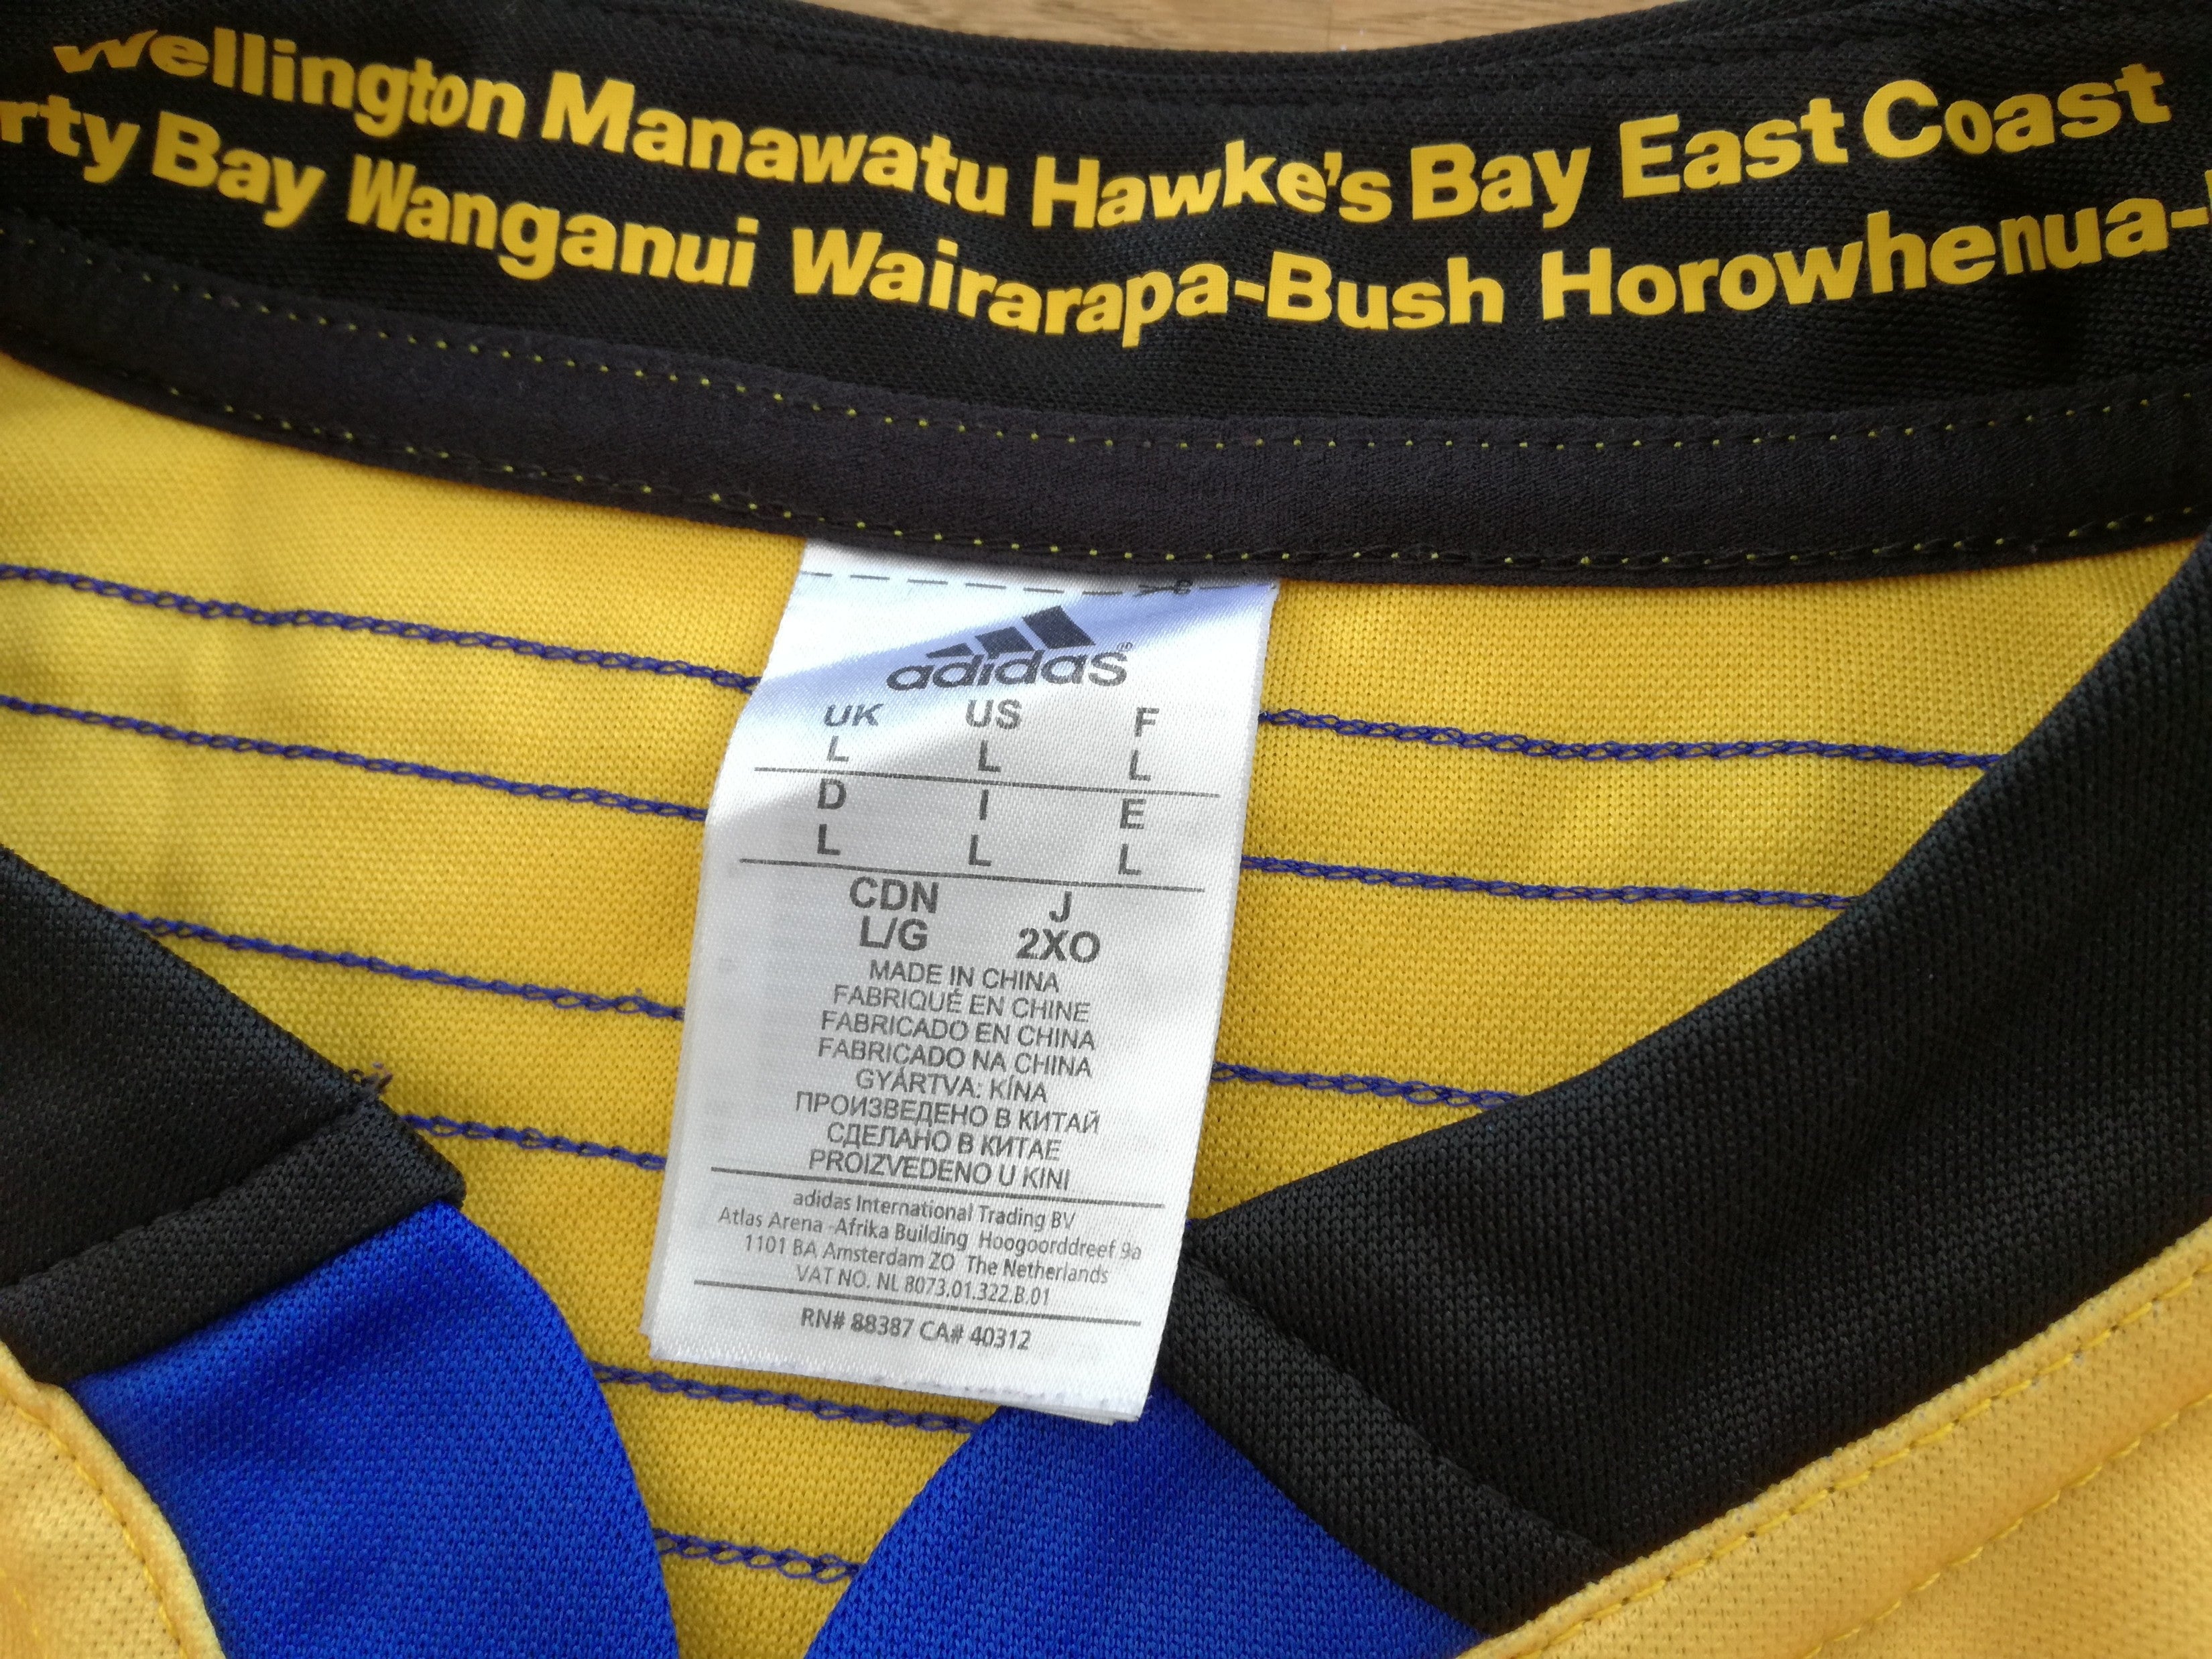 Wellington Manawatu Hawke's Bay East Coast
rty Bay Wanganui Wairarapa-Bush Horowhenua-
adidas®
UK US F
L L L
D I E
L L L
CDN J
L/G 2XO
MADE IN CHINA
FABRIQUÉ EN CHINE
FABRICADO EN CHINA
FABRICADO NA CHINA
GYÁRTVA: KÍNA
ПРОИЗВЕДЕНО В КИТАЙ
СДЕЛАНО В КИТАЕ
PROIZVEDENO U KINI
adidas International Trading BV
Atlas Arena -Afrika Building Hoogoorddreef 9a
1101 BA Amsterdam ZO The Netherlands
VAT NO. NL 8073.01.322.B.01
RN# 88387 CA# 40312